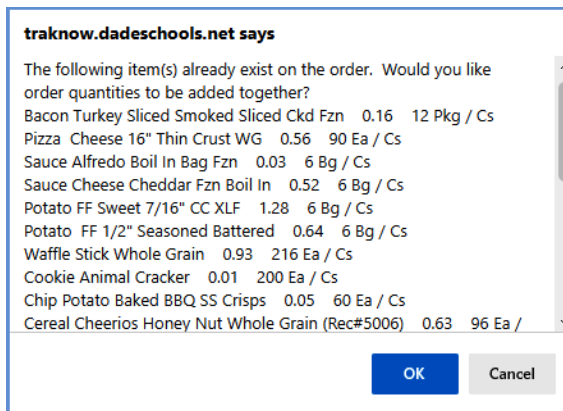 traknow.dadeschools.net says
The following item(s) already exist on the order. Would you like
order quantities to be added together?
Bacon Turkey Sliced Smoked Sliced Ckd Fzn 0.16 12 Pkg / Cs
Pizza Cheese 16" Thin Crust WG 0.56 90 Ea / Cs
Sauce Alfredo Boil In Bag Fzn 0.03 6 Bg / Cs
Sauce Cheese Cheddar Fzn Boil In 0.52 6 Bg / Cs
Potato FF Sweet 7/16" CC XLF 1.28 6 Bg / Cs
Potato FF 1/2" Seasoned Battered 0.64 6 Bg / Cs
Waffle Stick Whole Grain 0.93 216 Ea / Cs
Cookie Animal Cracker 0.01 200 Ea / Cs
Chip Potato Baked BBQ SS Crisps 0.05 60 Ea / Cs
Cereal Cheerios Honey Nut Whole Grain (Rec#5006) 0.63 96 Ea /
OK Cancel